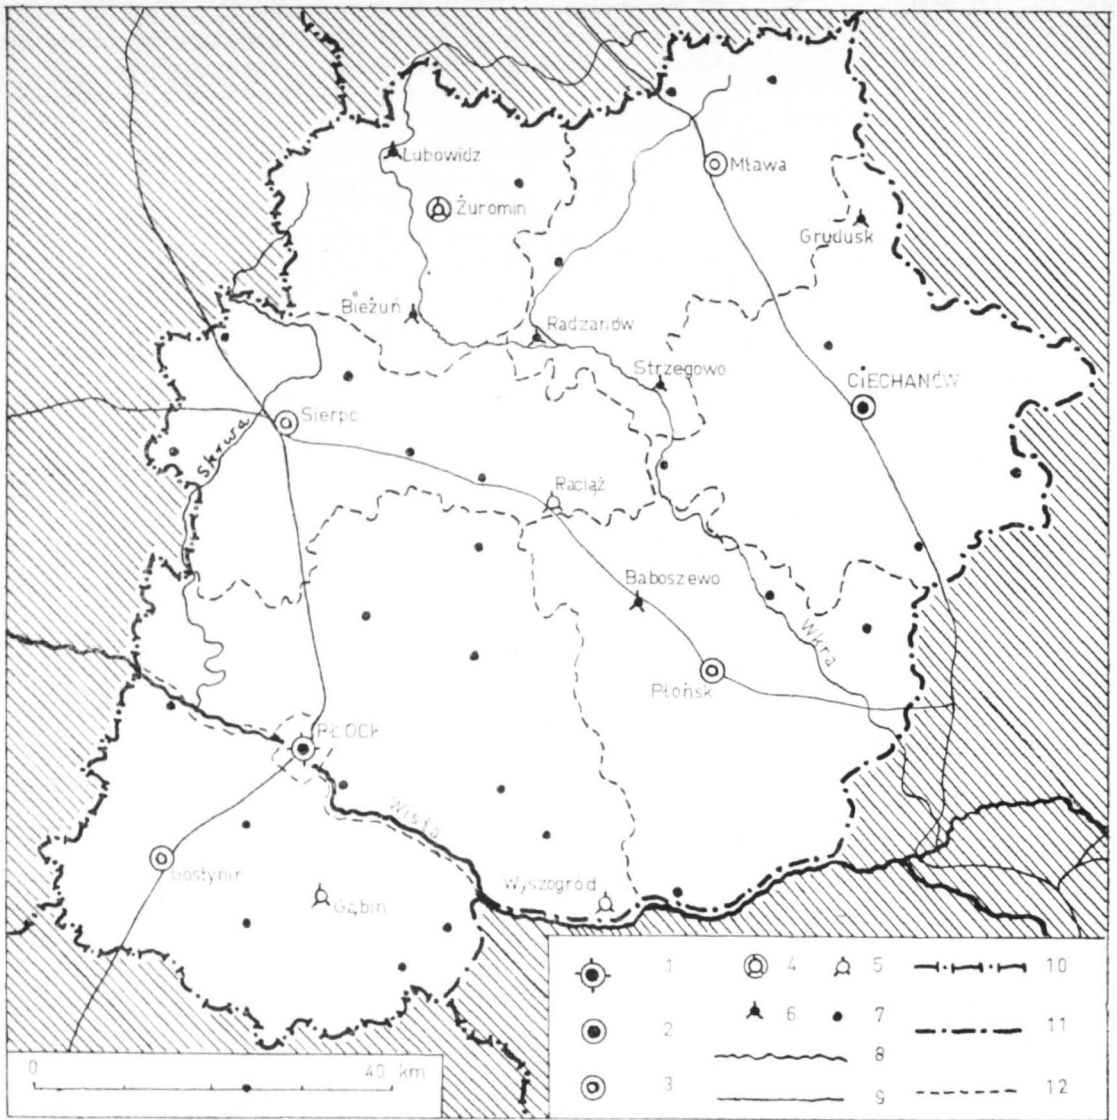 Lubowidz
Żuromin
Mława
Grudusk
Bieżuń
Radzanów
Strzegowo
CIECHANÓW
Sierpc
Skrwa
Raciąż
Baboszewo
Wkra
Płońsk
PŁOCK
Wisła
Gostynin
Gąbin
Wyszogród
1 4 5 10
6 7
2 8 11
3 9 12
0 40 km